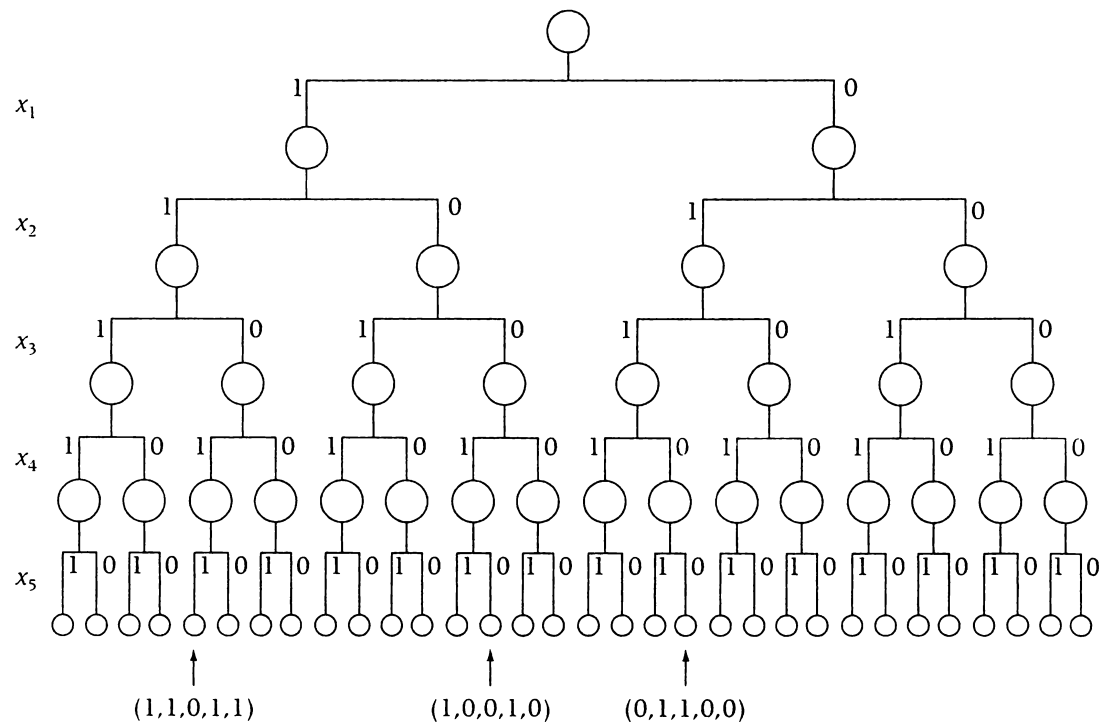 1 0
x₁
1 0 1 0
x₂
1 0 1 0 1 0 1 0
x₃
1 0 1 0 1 0 1 0 1 0 1 0 1 0 1 0
x₄
1 0 1 0 1 0 1 0 1 0 1 0 1 0 1 0 1 0 1 0 1 0 1 0 1 0 1 0 1 0 1 0
x₅
(1,1,0,1,1) (1,0,0,1,0) (0,1,1,0,0)